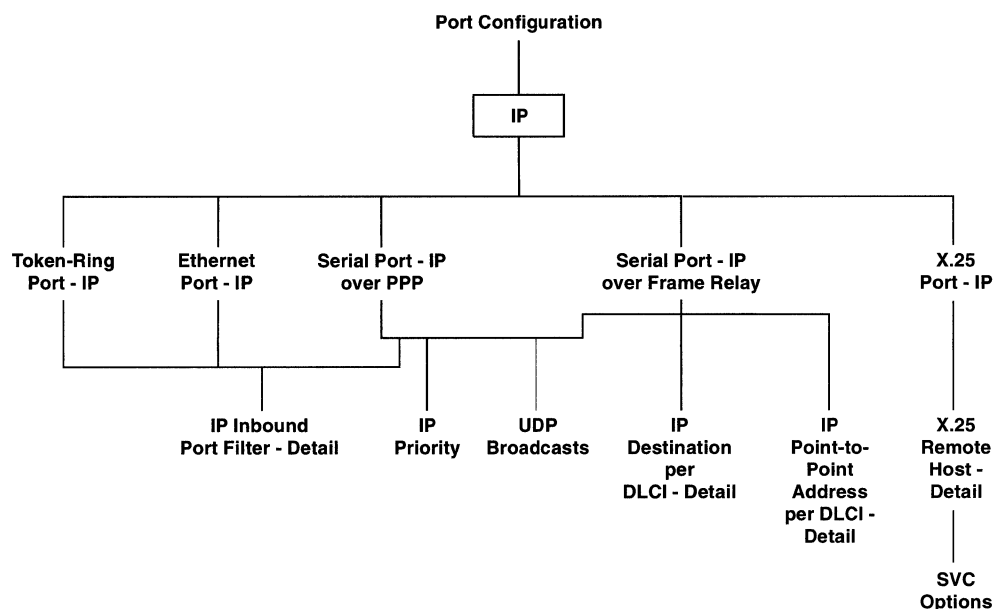 Port Configuration
IP
Token-Ring
Port - IP
Ethernet
Port - IP
Serial Port - IP
over PPP
Serial Port - IP
over Frame Relay
X.25
Port - IP
IP Inbound
Port Filter - Detail
IP
Priority
UDP
Broadcasts
IP
Destination
per
DLCI - Detail
IP
Point-to-
Point
Address
per DLCI -
Detail
X.25
Remote
Host -
Detail
SVC
Options